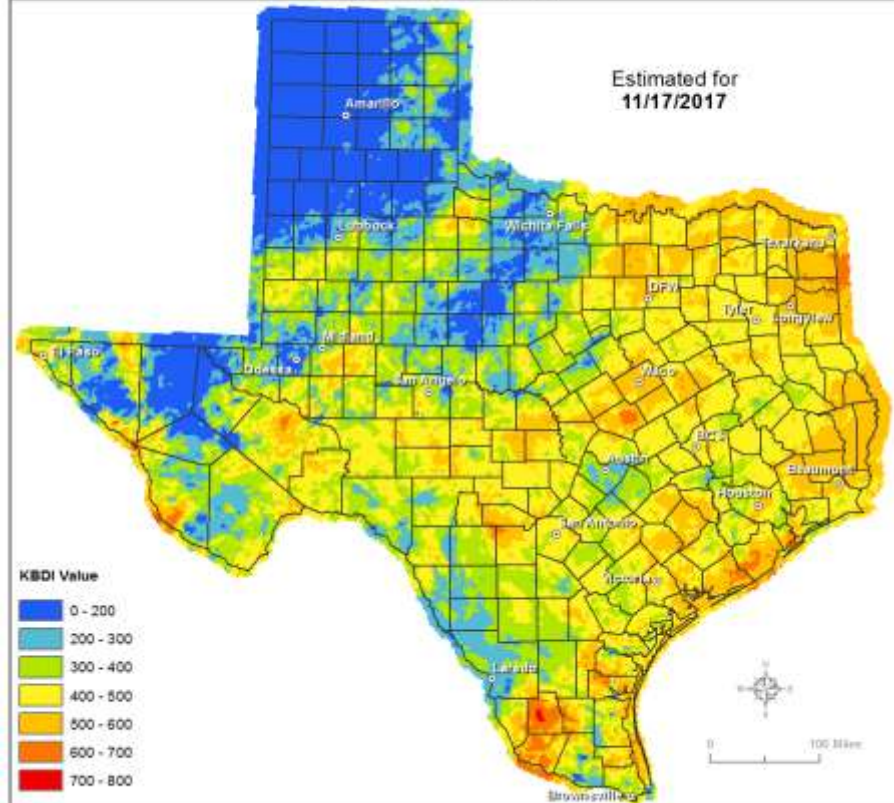 Estimated for
11/17/2017
Amarillo
Lubbock
Wichita Falls
Texarkana
DFW
Tyler
Longview
El Paso
Midland
Odessa
San Angelo
Waco
BCS
Austin
Beaumont
Houston
San Antonio
Victoria
Laredo
Brownsville
KBDI Value
0 - 200
200 - 300
300 - 400
400 - 500
500 - 600
600 - 700
700 - 800
0
100 Miles